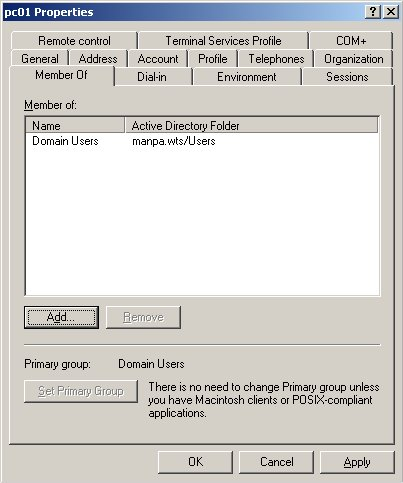 pc01 Properties
Remote control Terminal Services Profile COM+
General Address Account Profile Telephones Organization
Member Of Dial-in Environment Sessions
Member of:
Name Active Directory Folder
Domain Users manpa.wts/Users
Add... Remove
Primary group: Domain Users
Set Primary Group There is no need to change Primary group unless
you have Macintosh clients or POSIX-compliant
applications.
OK Cancel Apply